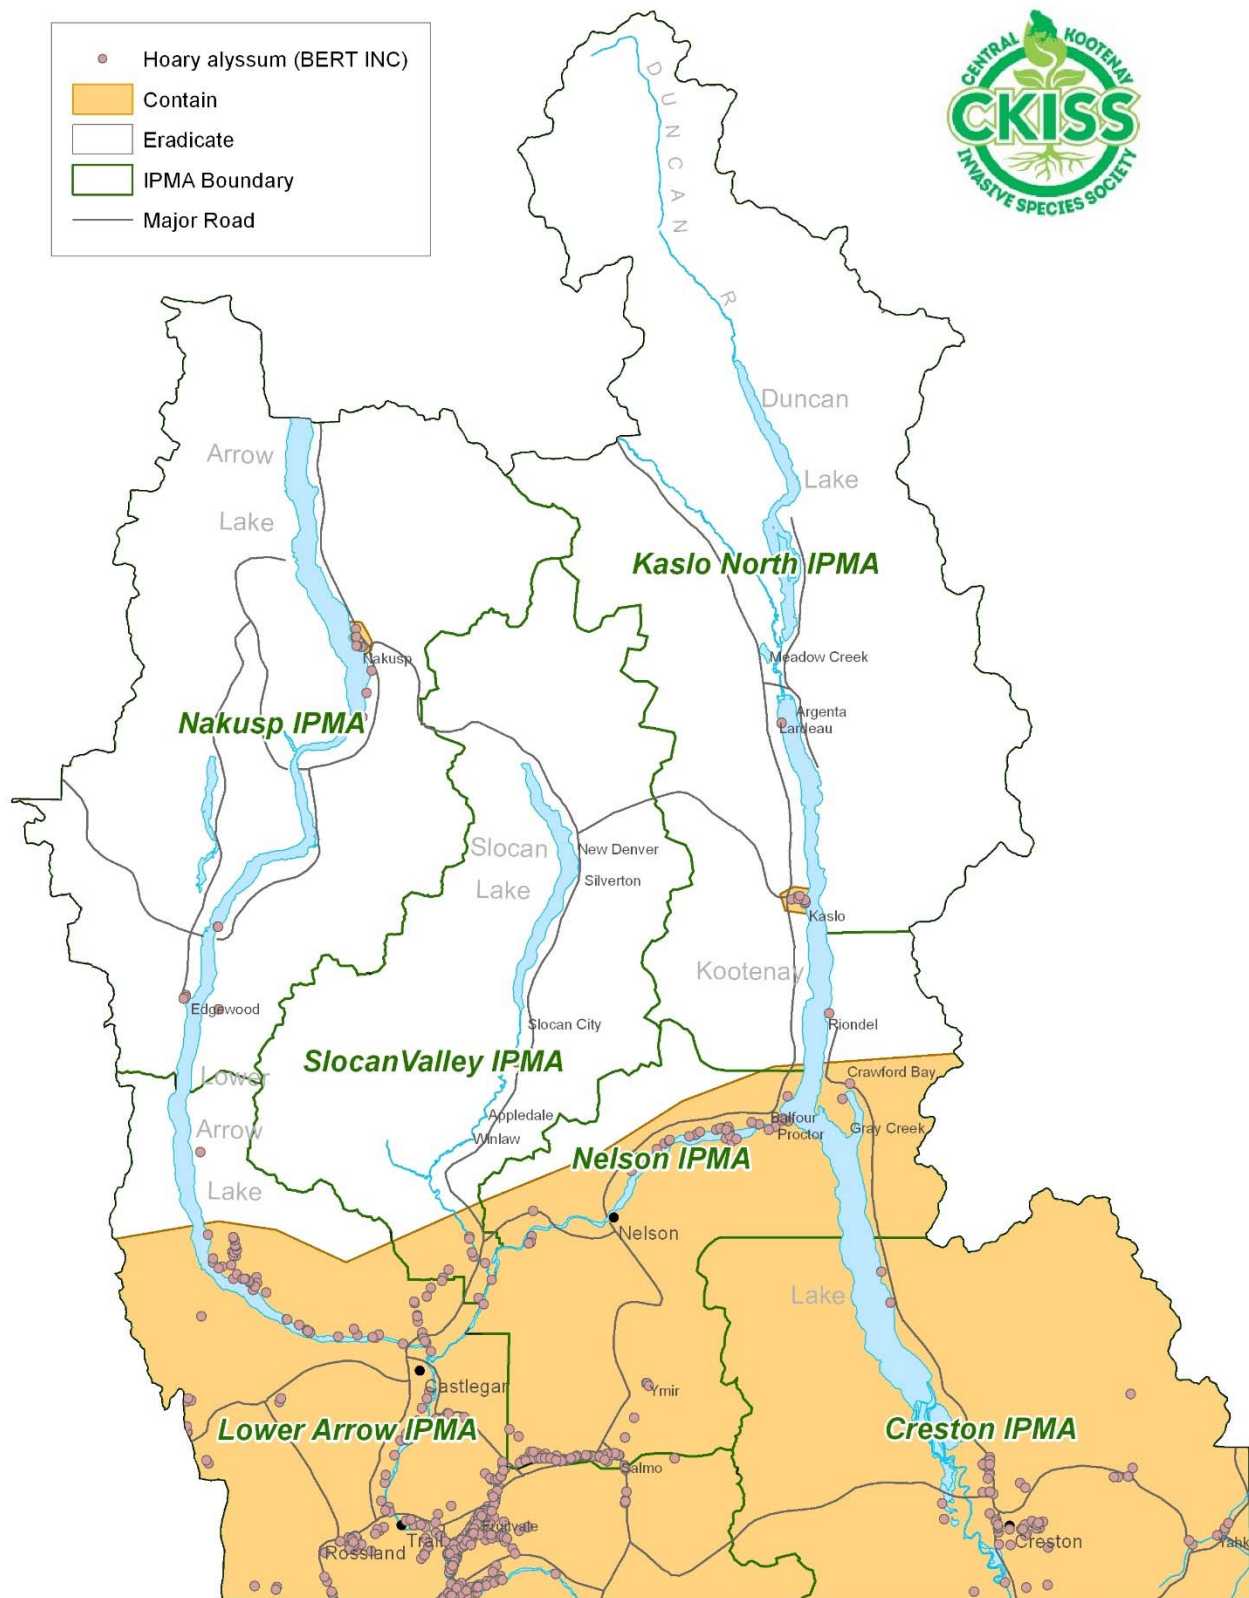 Hoary alyssum (BERT INC)
Contain
Eradicate
IPMA Boundary
Major Road
CENTRAL KOOTENAY
CKISS
INVASIVE SPECIES SOCIETY
DUNCAN R
Duncan
Lake
Arrow
Lake
Kaslo North IPMA
Meadow Creek
Nakusp
Argenta
Lardeau
Nakusp IPMA
Slocan
Lake
New Denver
Silverton
Kaslo
Kootenay
Edgewood
Riondel
Slocan City
SlocanValley IPMA
Lower
Arrow
Lake
Crawford Bay
Appledale
Balfour
Proctor
Gray Creek
Winlaw
Nelson IPMA
Nelson
Lake
Castlegar
Ymir
Lower Arrow IPMA
Creston IPMA
Salmo
Fruitvale
Trail
Rossland
Creston
Yahk